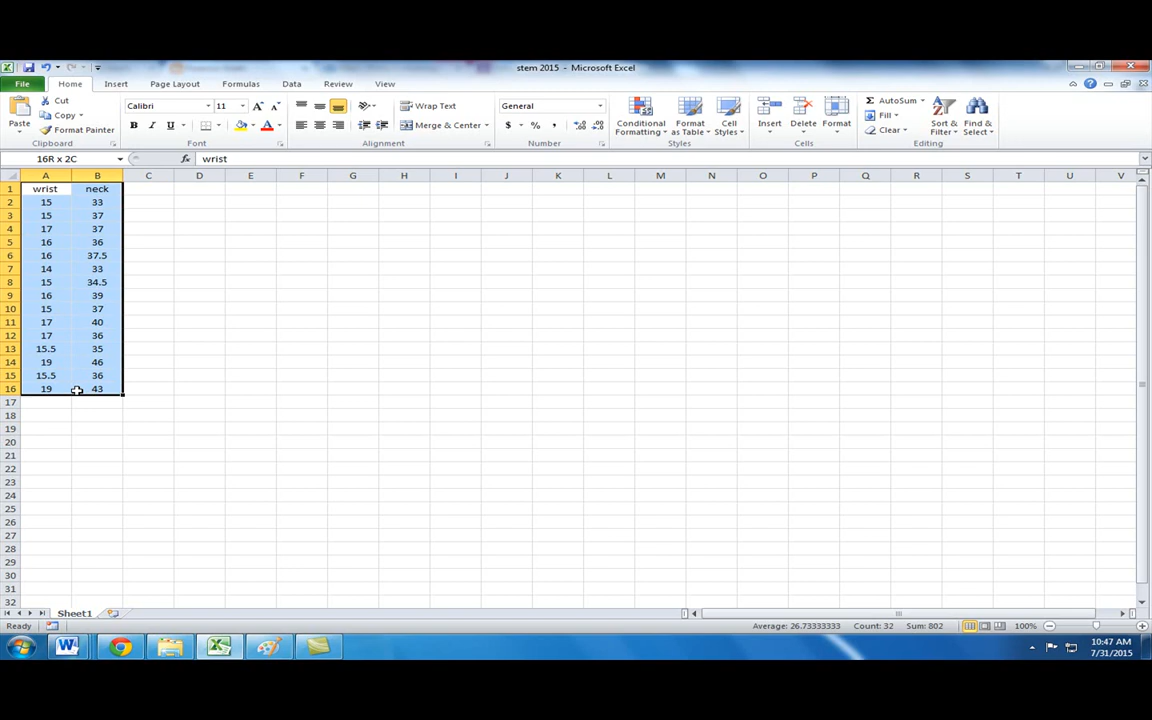 stem 2015 - Microsoft Excel
File Home Insert Page Layout Formulas Data Review View
Paste Cut Copy Format Painter Clipboard
Calibri 11 Font
Wrap Text Merge & Center Alignment
General Number
Conditional Formatting Format as Table Cell Styles Styles
Insert Delete Format Cells
AutoSum Fill Clear Sort & Filter Find & Select Editing
16R x 2C fx wrist
A B C D E F G H I J K L M N O P Q R S T U V
1 wrist neck
2 15 33
3 15 37
4 17 37
5 16 36
6 16 37.5
7 14 33
8 15 34.5
9 16 39
10 15 37
11 17 40
12 17 36
13 15.5 35
14 19 46
15 15.5 36
16 19 43
17
18
19
20
21
22
23
24
25
26
27
28
29
30
31
32
Sheet1
Ready Average: 26.73333333 Count: 32 Sum: 802 100%
10:47 AM
7/31/2015